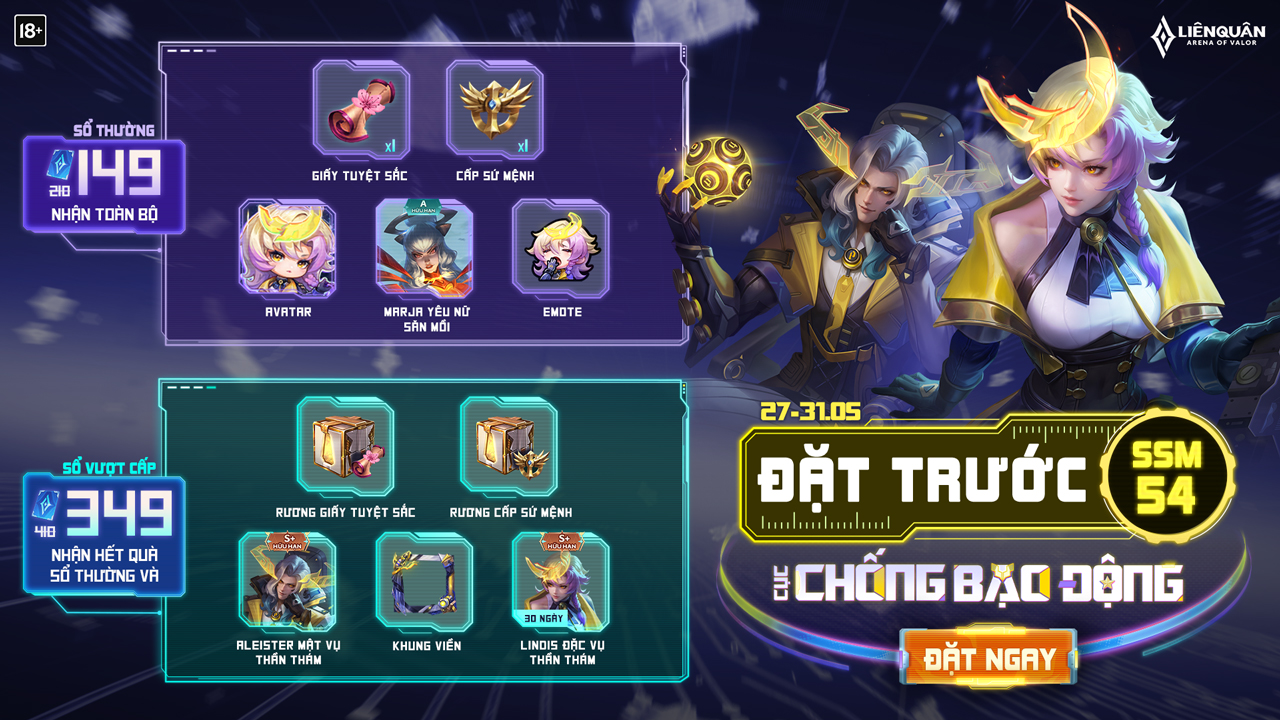 18+
LIÊNQUÂN
ARENA OF VALOR
SỔ THƯỜNG
149
210
NHẬN TOÀN BỘ
x1
GIẤY TUYỆT SẮC
x1
CẤP SỨ MỆNH
AVATAR
A
HỮU HẠN
MARJA YÊU NỮ
SĂN MỒI
EMOTE
SỔ VƯỢT CẤP
349
410
NHẬN HẾT QUÀ
SỔ THƯỜNG VÀ
RƯƠNG GIẤY TUYỆT SẮC
RƯƠNG CẤP SỨ MỆNH
S+
HỮU HẠN
ALEISTER MẬT VỤ
THẦN THÁM
KHUNG VIỀN
S+
HỮU HẠN
30 NGÀY
LINDIS ĐẶC VỤ
THẦN THÁM
27-31.05
ĐẶT TRƯỚC
SSM
54
CỤC CHỐNG BẠO ĐỘNG
ĐẶT NGAY